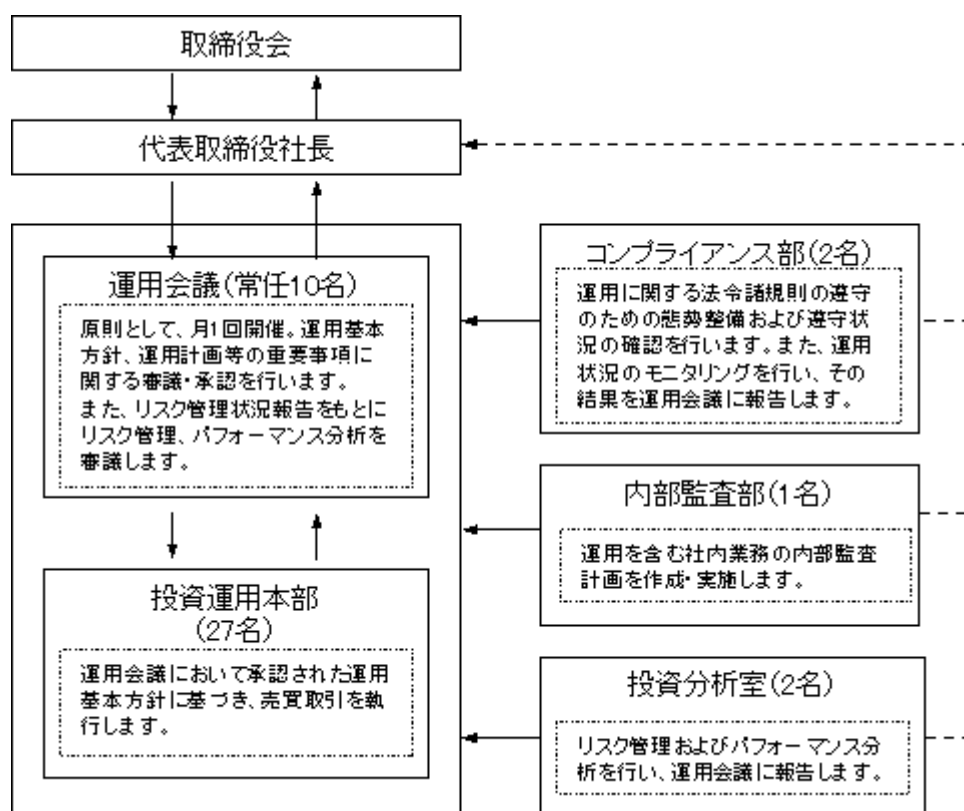 取締役会
代表取締役社長
運用会議(常任10名)
原則として、月1回開催。運用基本
方針、運用計画等の重要事項に
関する審議・承認を行います。
また、リスク管理状況報告をもとに
リスク管理、パフォーマンス分析を
審議します。
投資運用本部
(27名)
運用会議において承認された運用
基本方針に基づき、売買取引を執
行します。
コンプライアンス部(2名)
運用に関する法令諸規則の遵守
のための態勢整備および遵守状
況の確認を行います。また、運用
状況のモニタリングを行い、その
結果を運用会議に報告します。
内部監査部(1名)
運用を含む社内業務の内部監査
計画を作成・実施します。
投資分析室(2名)
リスク管理およびパフォーマンス分
析を行い、運用会議に報告します。